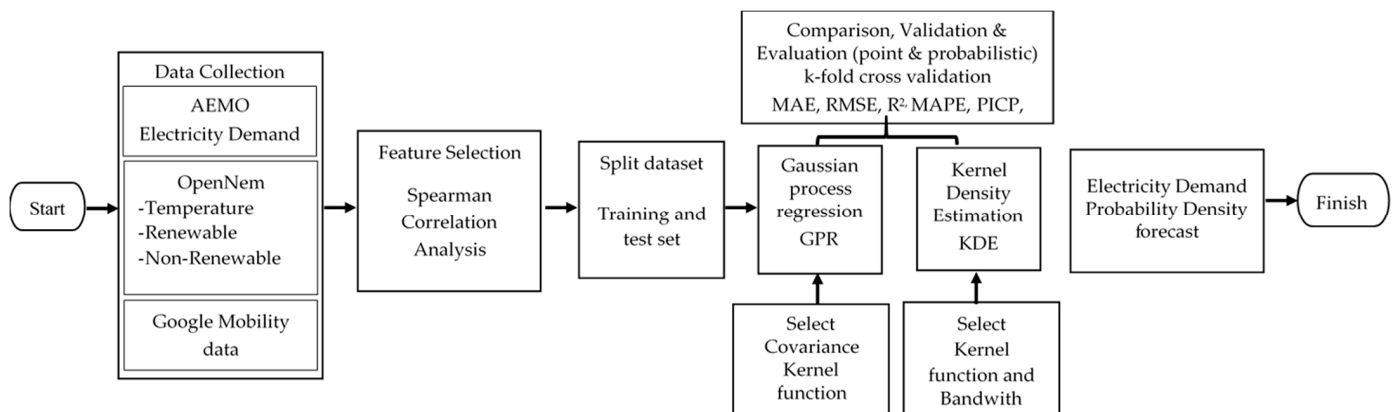 Start
Data Collection
AEMO
Electricity Demand
OpenNem
-Temperature
-Renewable
-Non-Renewable
Google Mobility
data
Feature Selection
Spearman
Correlation
Analysis
Split dataset
Training and
test set
Comparison, Validation &
Evaluation (point & probabilistic)
k-fold cross validation
MAE, RMSE, R², MAPE, PICP,
Gaussian
process
regression
GPR
Kernel
Density
Estimation
KDE
Select
Covariance
Kernel
function
Select
Kernel
function and
Bandwith
Electricity Demand
Probability Density
forecast
Finish